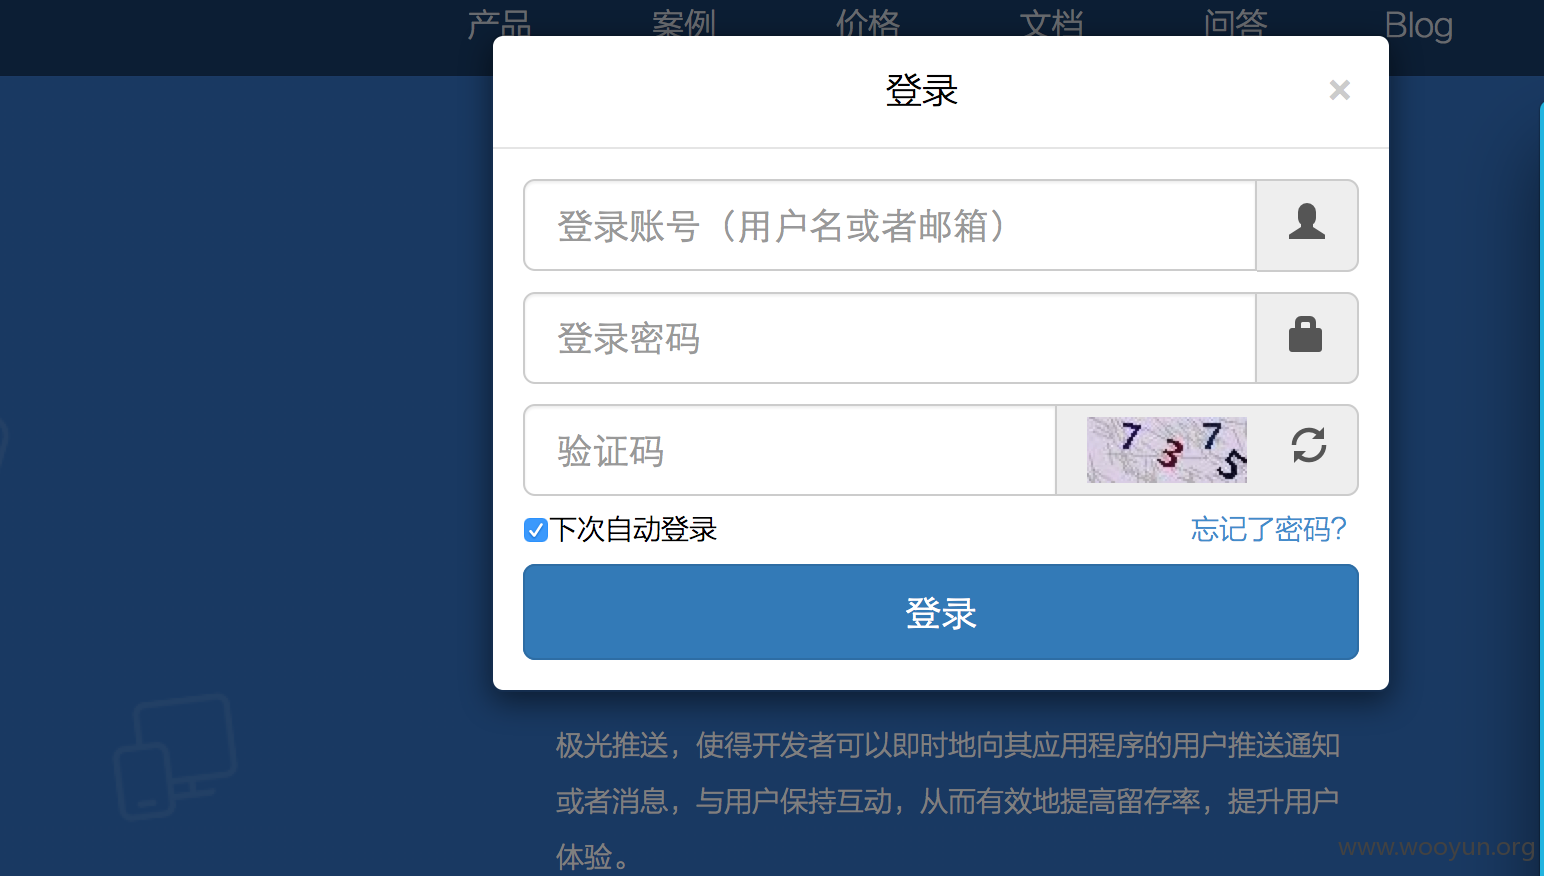 产品 案例 价格 文档 问答 Blog
登录 ×
登录账号（用户名或者邮箱）
登录密码
验证码 7 3 7 5
下次自动登录 忘记了密码?
登录
极光推送，使得开发者可以即时地向其应用程序的用户推送通知
或者消息，与用户保持互动，从而有效地提高留存率，提升用户
体验。
www.wooyun.org